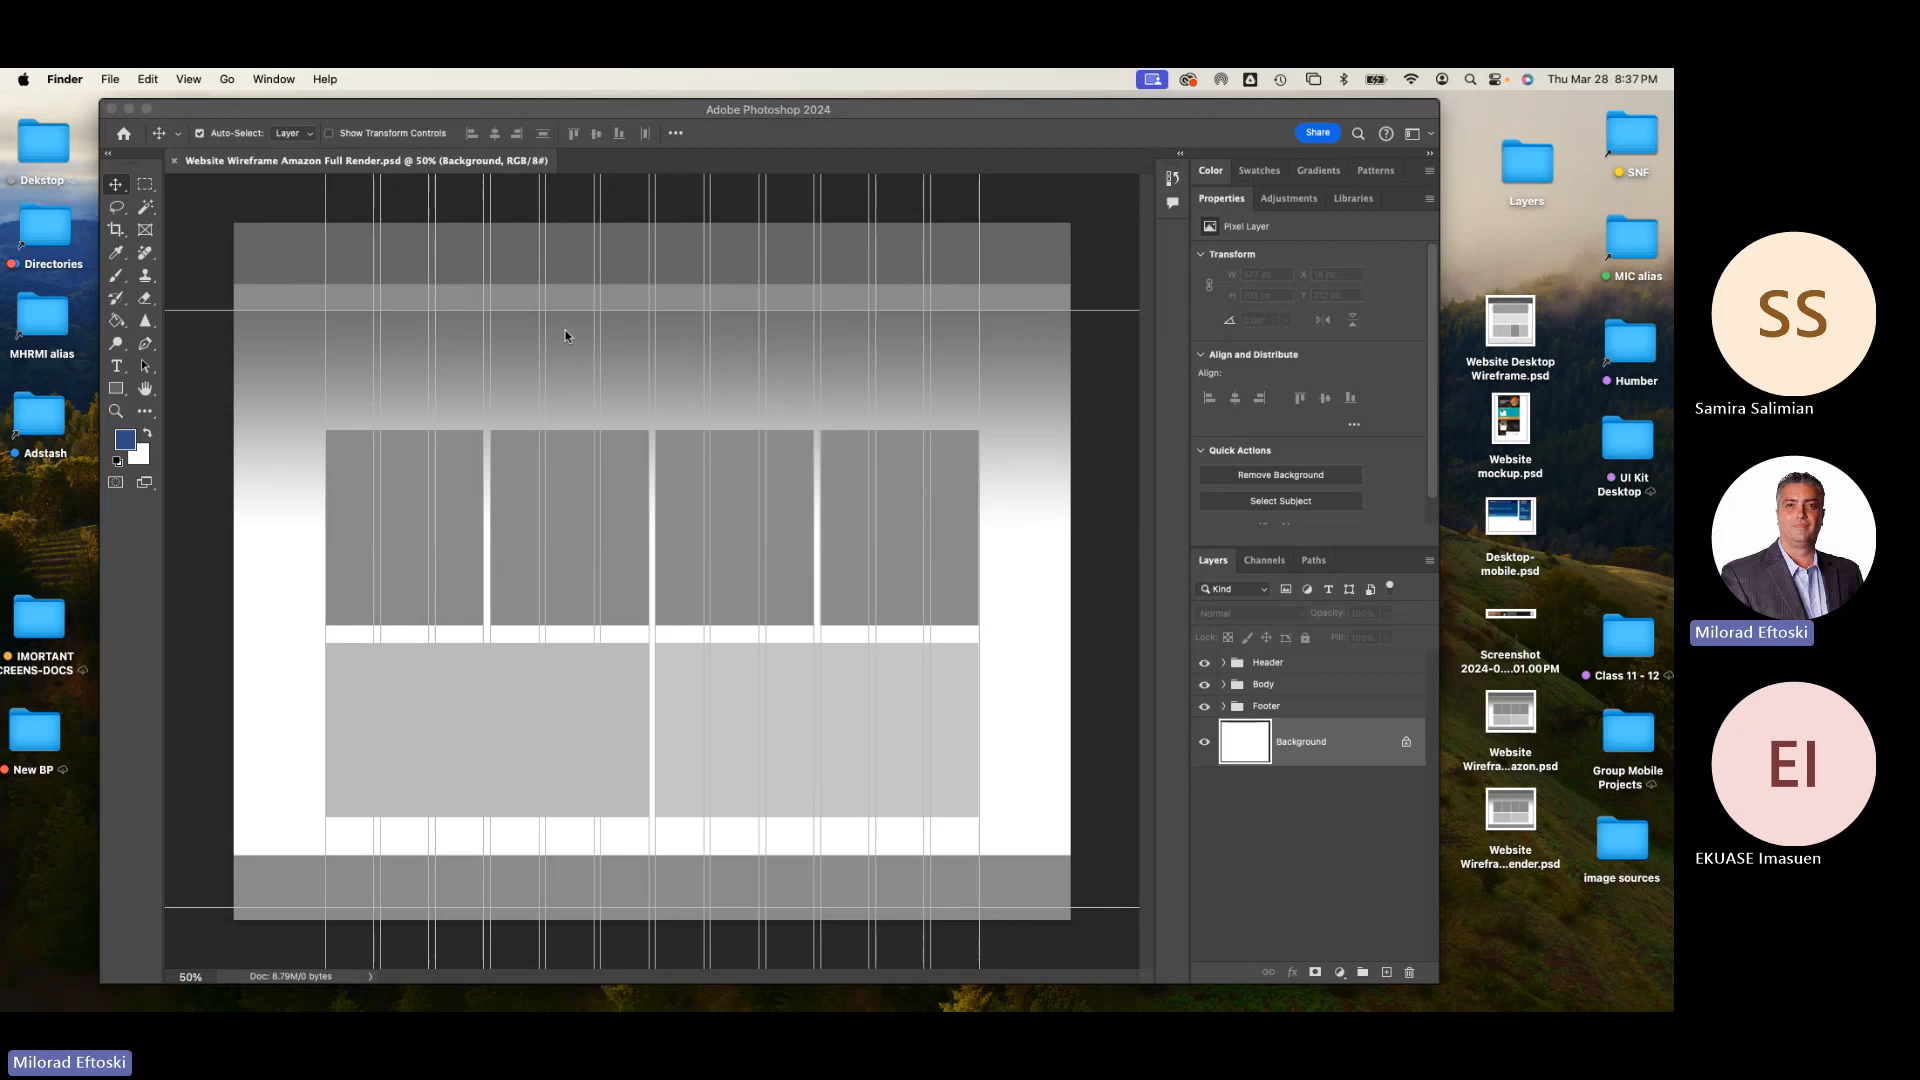 Finder File Edit View Go Window Help
Thu Mar 28 8:37 PM
Adobe Photoshop 2024
Auto-Select: Layer Show Transform Controls
Share
Website Wireframe Amazon Full Render.psd @ 50% (Background, RGB/8#)
Color Swatches Gradients Patterns
Properties Adjustments Libraries
Pixel Layer
Transform
W 577 px X 18 px
H 103 px Y 212 px
0.00°
Align and Distribute
Align:
Quick Actions
Remove Background
Select Subject
Layers Channels Paths
Kind
Normal Opacity: 100%
Lock: Fill: 100%
Header
Body
Footer
Background
50% Doc: 8.79M/0 bytes
Dekstop
Directories
MHRMI alias
Adstash
IMORTANT
CREENS-DOCS
New BP
Layers
SNF
MIC alias
Website Desktop
Wireframe.psd
Humber
Website
mockup.psd
UI Kit
Desktop
Desktop-
mobile.psd
Screenshot
2024-0....01.00 PM
Class 11 - 12
Website
Wirefra...azon.psd
Group Mobile
Projects
Website
Wirefra...ender.psd
image sources
SS
Samira Salimian
Milorad Eftoski
EI
EKUASE Imasuen
Milorad Eftoski